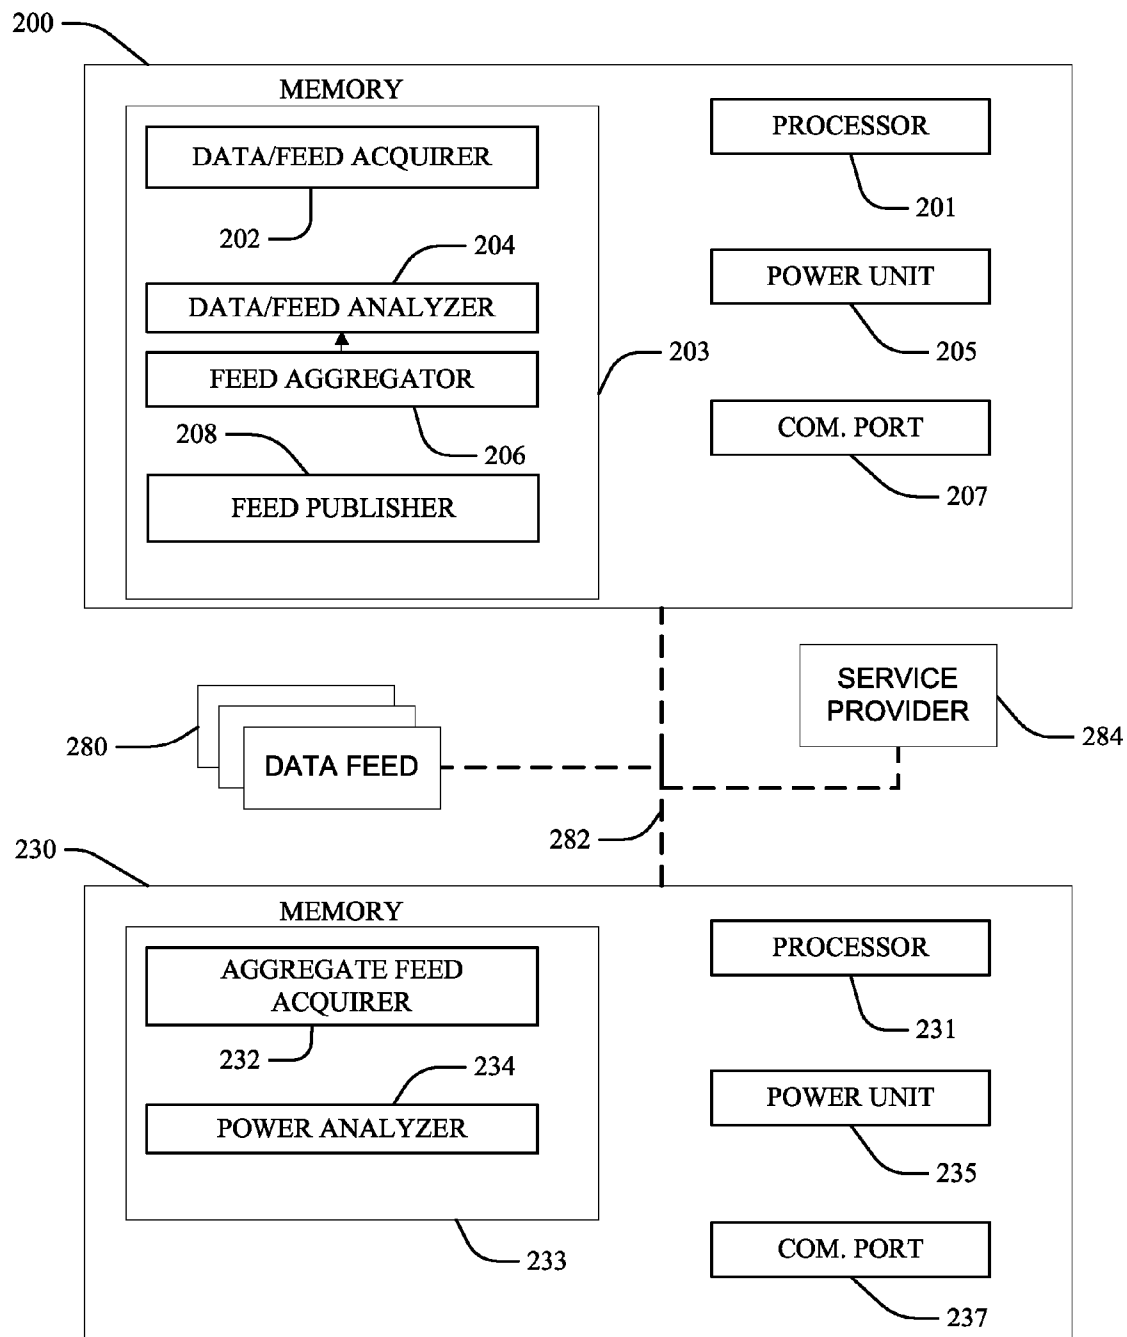 200
MEMORY
DATA/FEED ACQUIRER
202
204
DATA/FEED ANALYZER
FEED AGGREGATOR
203
208
206
FEED PUBLISHER
PROCESSOR
201
POWER UNIT
205
COM. PORT
207
SERVICE
PROVIDER
284
280
DATA FEED
282
230
MEMORY
AGGREGATE FEED
ACQUIRER
232
234
POWER ANALYZER
233
PROCESSOR
231
POWER UNIT
235
COM. PORT
237